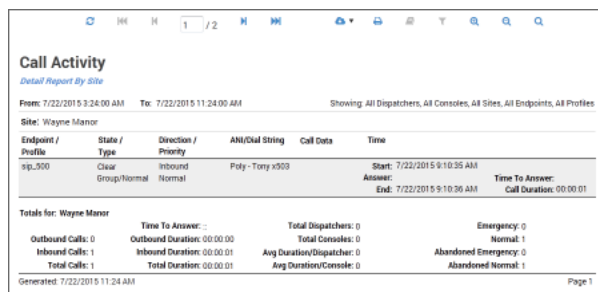 1 / 2
Call Activity
Detail Report By Site
From: 7/22/2015 3:24:00 AM To: 7/22/2015 11:24:00 AM Showing: All Dispatchers, All Consoles, All Sites, All Endpoints, All Profiles
Site: Wayne Manor
Endpoint / Profile State / Type Direction / Priority ANI/Dial String Call Data Time
sip_500 Clear Inbound Poly - Tony x503 Start: 7/22/2015 9:10:35 AM
Group/Normal Normal Answer: Time To Answer:
End: 7/22/2015 9:10:36 AM Call Duration: 00:00:01
Totals for: Wayne Manor
Time To Answer: : Total Dispatchers: 0 Emergency: 0
Outbound Calls: 0 Outbound Duration: 00:00:00 Total Consoles: 0 Normal: 1
Inbound Calls: 1 Inbound Duration: 00:00:01 Avg Duration/Dispatcher: 0 Abandoned Emergency: 0
Total Calls: 1 Total Duration: 00:00:01 Avg Duration/Console: 0 Abandoned Normal: 1
Generated: 7/22/2015 11:24 AM Page 1